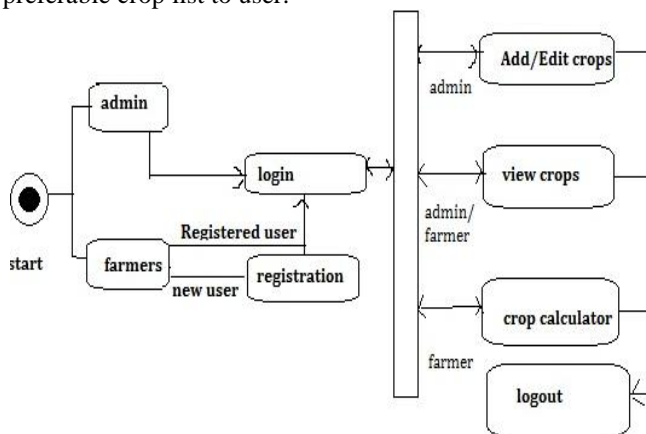 preferable crop list to user.
Add/Edit crops
admin
admin
login
view crops
admin/
farmer
Registered user
start
farmers
registration
new user
crop calculator
farmer
logout